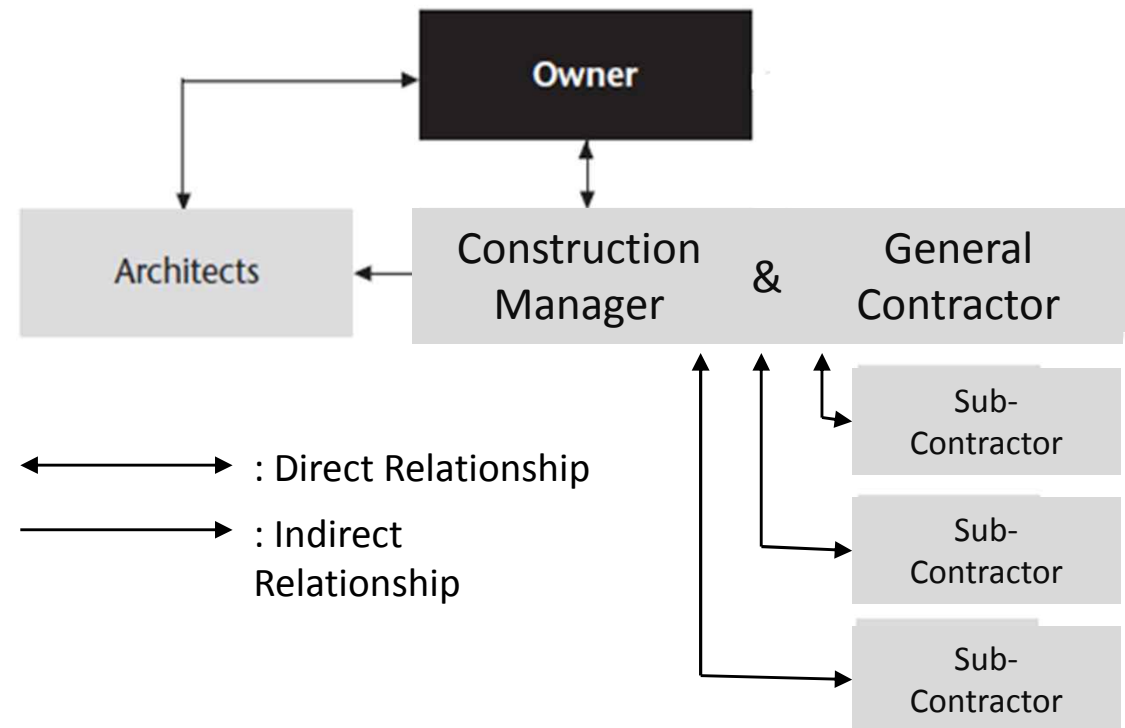 Owner
Architects
Construction
Manager
&
General
Contractor
Sub-
Contractor
: Direct Relationship
: Indirect
Relationship
Sub-
Contractor
Sub-
Contractor